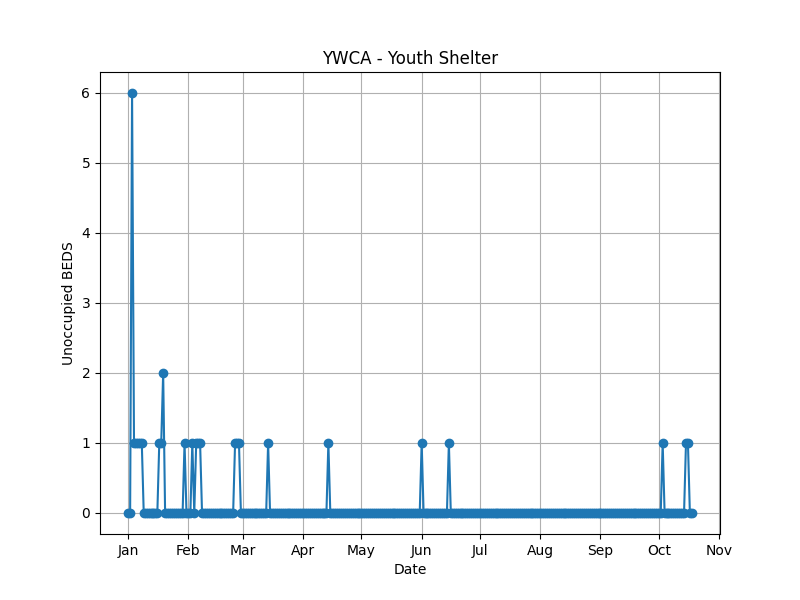 YWCA - Youth Shelter
Unoccupied BEDS
6
5
4
3
2
1
0
Jan Feb Mar Apr May Jun Jul Aug Sep Oct Nov
Date